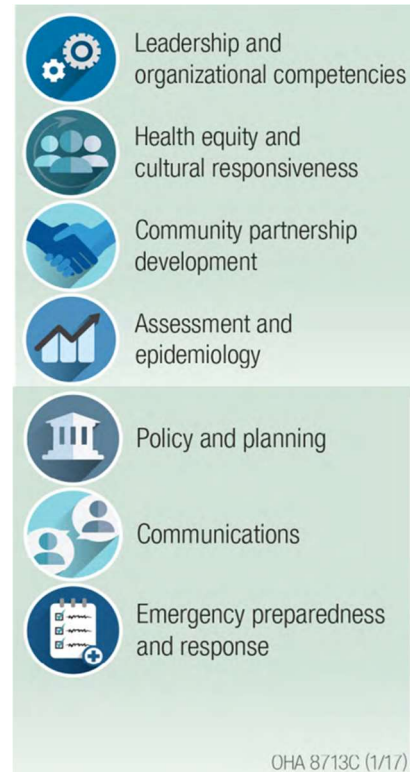 Leadership and
organizational competencies
Health equity and
cultural responsiveness
Community partnership
development
Assessment and
epidemiology
Policy and planning
Communications
Emergency preparedness
and response
OHA 8713C (1/17)